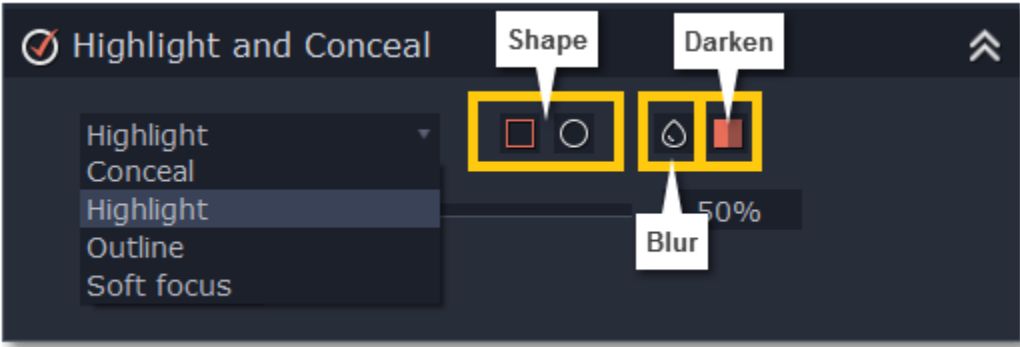 Highlight and Conceal
Shape
Darken
Highlight
Conceal
Highlight
50%
Outline
Blur
Soft focus